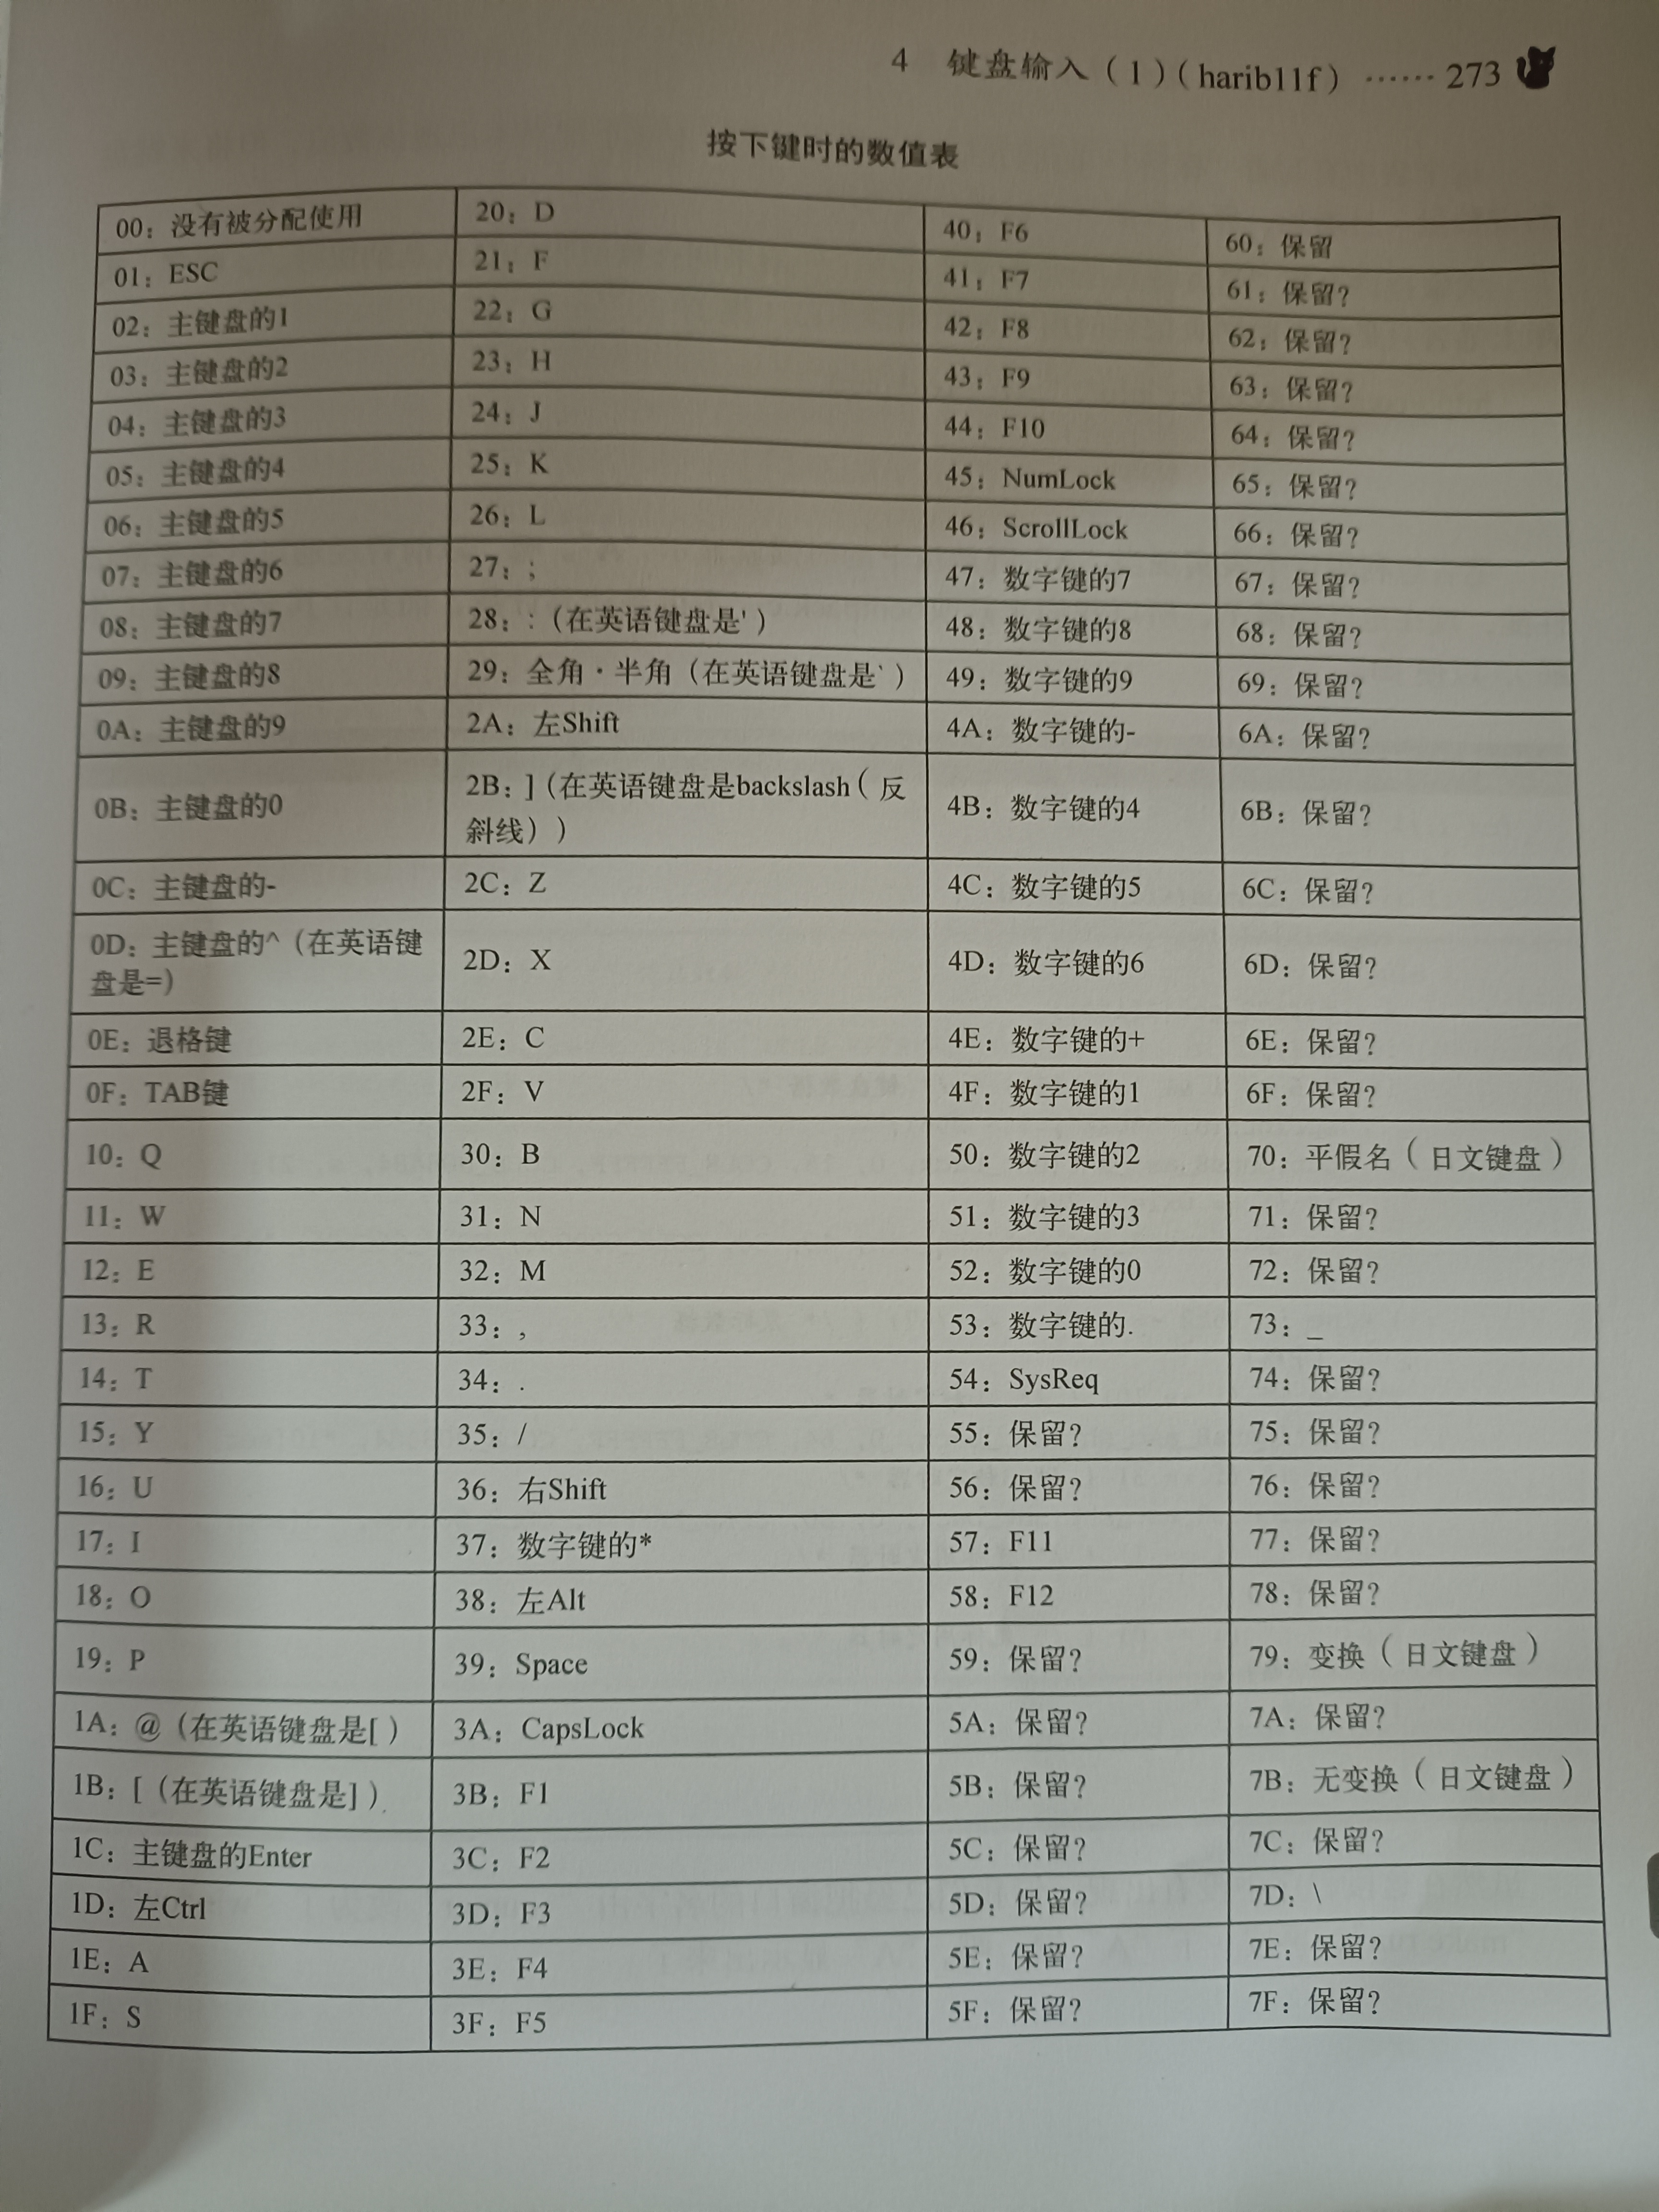 4 键盘输入（1）（harib11f）…… 273
按下键时的数值表
00：没有被分配使用 20：D 40：F6 60：保留
01：ESC 21：F 41：F7 61：保留？
02：主键盘的1 22：G 42：F8 62：保留？
03：主键盘的2 23：H 43：F9 63：保留？
04：主键盘的3 24：J 44：F10 64：保留？
05：主键盘的4 25：K 45：NumLock 65：保留？
06：主键盘的5 26：L 46：ScrollLock 66：保留？
07：主键盘的6 27：; 47：数字键的7 67：保留？
08：主键盘的7 28：:（在英语键盘是'） 48：数字键的8 68：保留？
09：主键盘的8 29：全角·半角（在英语键盘是`） 49：数字键的9 69：保留？
0A：主键盘的9 2A：左Shift 4A：数字键的- 6A：保留？
0B：主键盘的0 2B：]（在英语键盘是backslash（反
斜线）） 4B：数字键的4 6B：保留？
0C：主键盘的- 2C：Z 4C：数字键的5 6C：保留？
0D：主键盘的^（在英语键
盘是=） 2D：X 4D：数字键的6 6D：保留？
0E：退格键 2E：C 4E：数字键的+ 6E：保留？
0F：TAB键 2F：V 4F：数字键的1 6F：保留？
10：Q 30：B 50：数字键的2 70：平假名（日文键盘）
11：W 31：N 51：数字键的3 71：保留？
12：E 32：M 52：数字键的0 72：保留？
13：R 33：, 53：数字键的. 73：_
14：T 34：. 54：SysReq 74：保留？
15：Y 35：/ 55：保留？ 75：保留？
16：U 36：右Shift 56：保留？ 76：保留？
17：I 37：数字键的* 57：F11 77：保留？
18：O 38：左Alt 58：F12 78：保留？
19：P 39：Space 59：保留？ 79：变换（日文键盘）
1A：@（在英语键盘是[） 3A：CapsLock 5A：保留？ 7A：保留？
1B：[（在英语键盘是]） 3B：F1 5B：保留？ 7B：无变换（日文键盘）
1C：主键盘的Enter 3C：F2 5C：保留？ 7C：保留？
1D：左Ctrl 3D：F3 5D：保留？ 7D：\
1E：A 3E：F4 5E：保留？ 7E：保留？
1F：S 3F：F5 5F：保留？ 7F：保留？